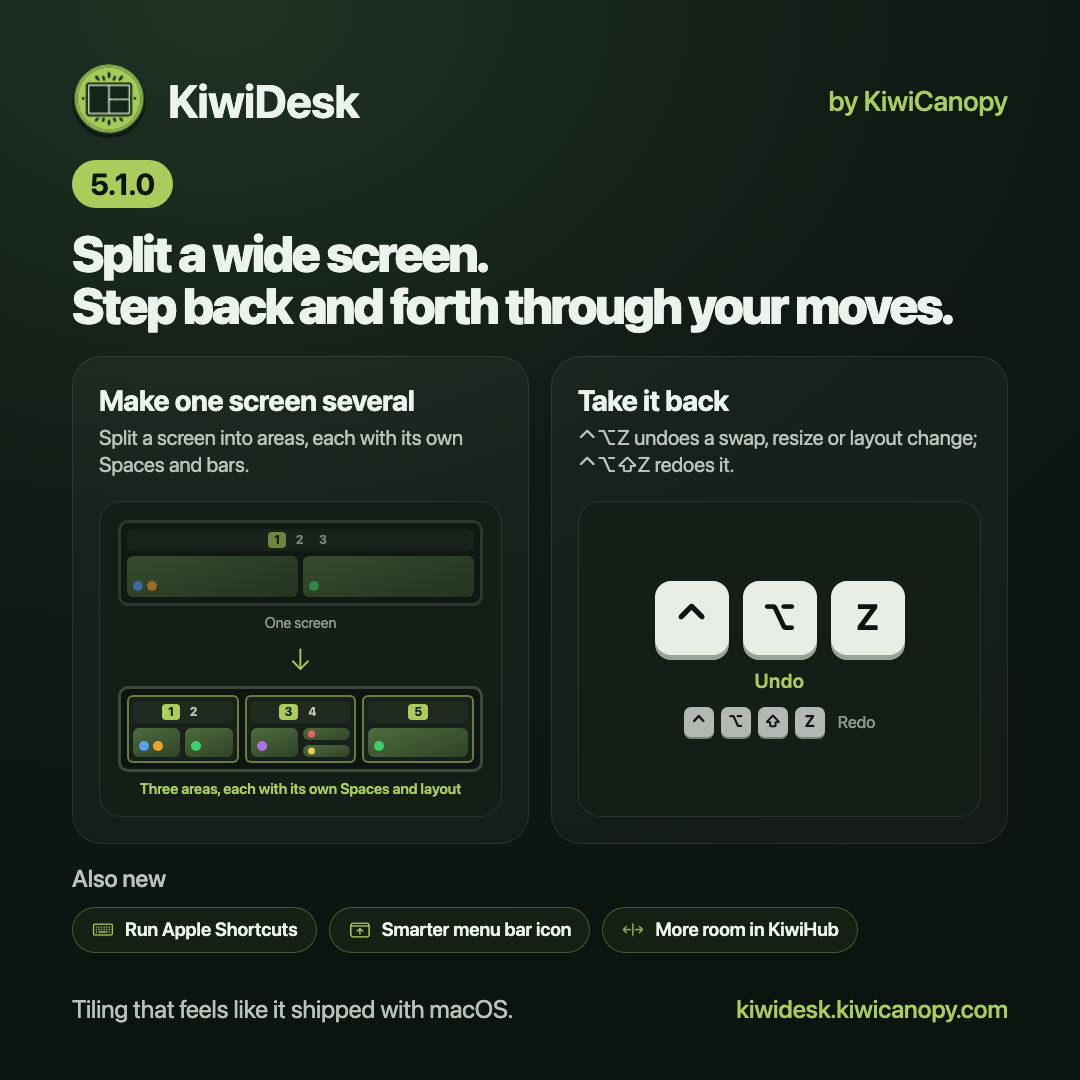 KiwiDesk
by KiwiCanopy
5.1.0
Split a wide screen.
Step back and forth through your moves.
Make one screen several
Split a screen into areas, each with its own
Spaces and bars.
1 2 3
One screen
↓
1 2 3 4 5
Three areas, each with its own Spaces and layout
Take it back
⌃⌥Z undoes a swap, resize or layout change;
⌃⌥⇧Z redoes it.
⌃ ⌥ Z
Undo
⌃ ⌥ ⇧ Z Redo
Also new
Run Apple Shortcuts
Smarter menu bar icon
More room in KiwiHub
Tiling that feels like it shipped with macOS.
kiwidesk.kiwicanopy.com